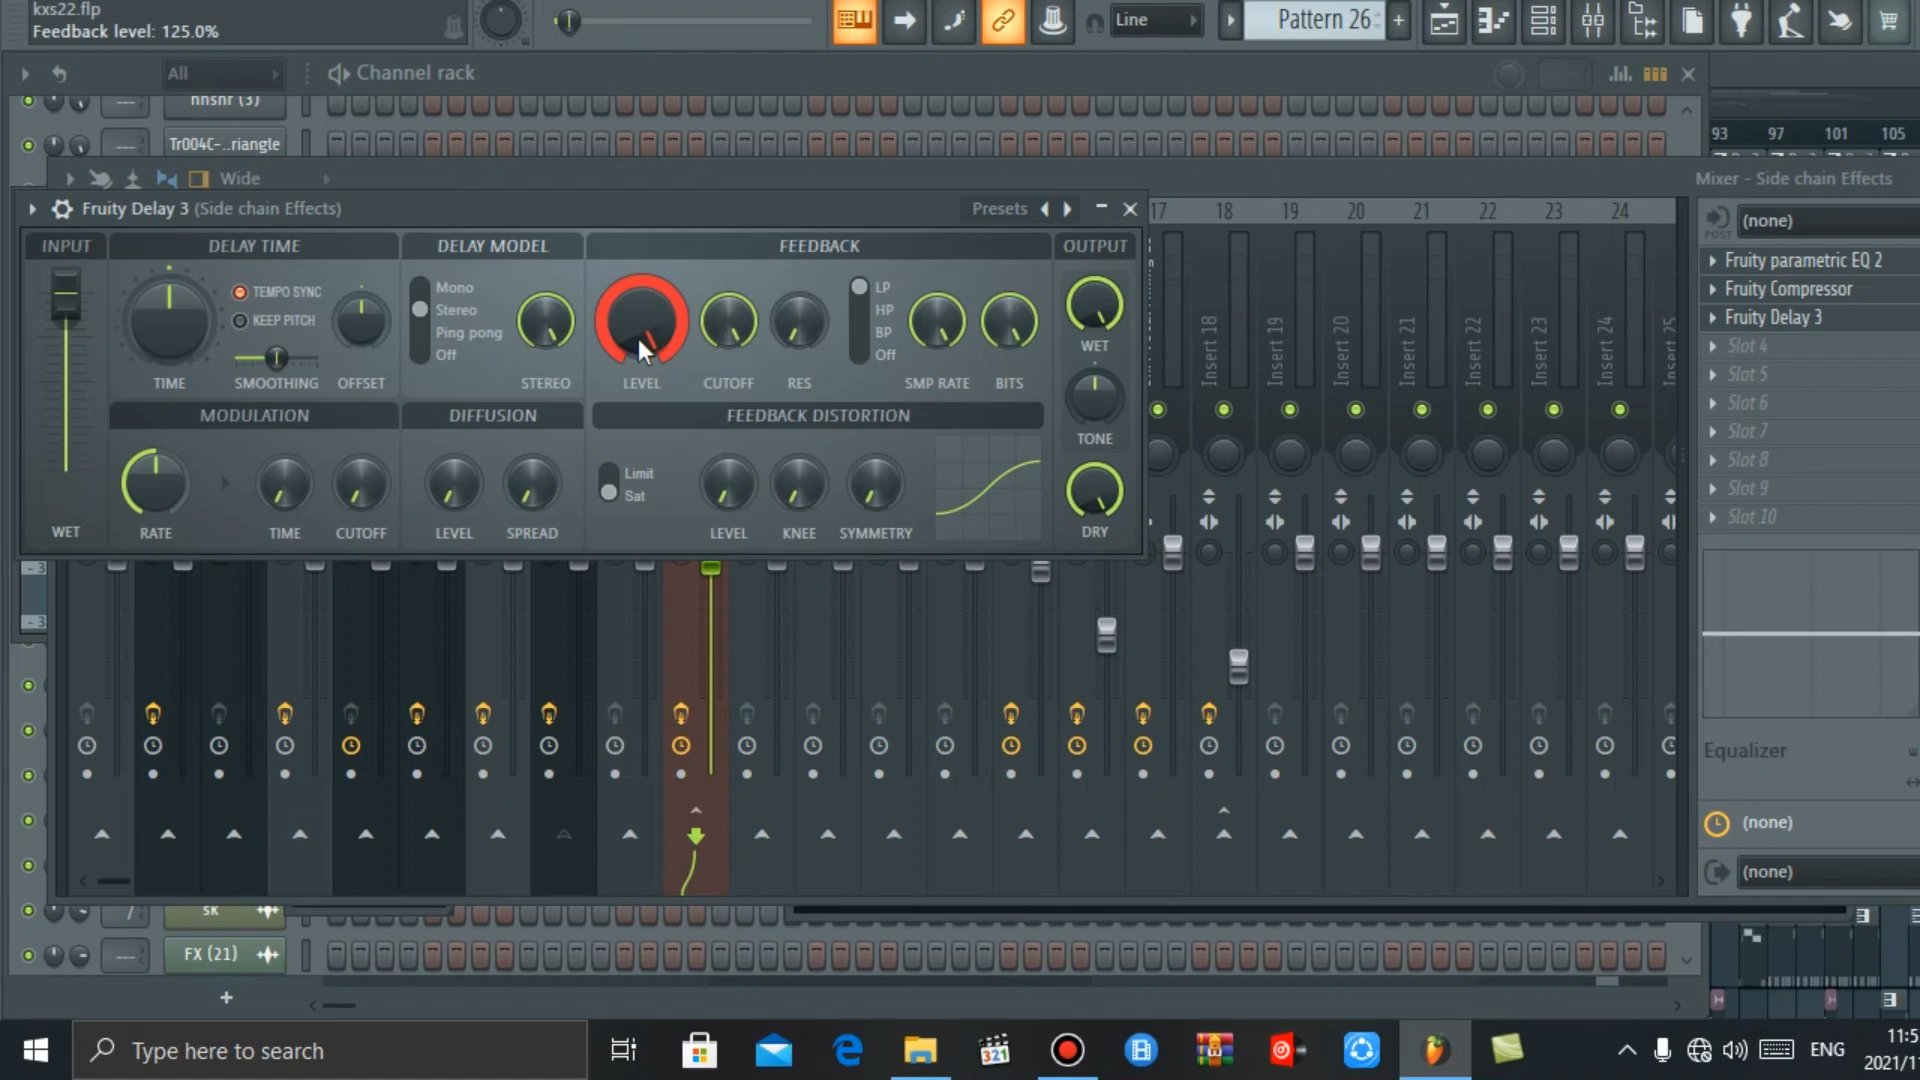 kxs22.flp
Feedback level: 125.0%
Line
Pattern 26
All
Channel rack
nhsnr (3)
Tr004C-..riangle
93 97 101 105
Wide
Mixer - Side chain Effects
Fruity Delay 3 (Side chain Effects)
Presets
17 18 19 20 21 22 23 24
(none)
POST
INPUT
DELAY TIME
DELAY MODEL
FEEDBACK
OUTPUT
Fruity parametric EQ 2
Fruity Compressor
Fruity Delay 3
Slot 4
Slot 5
Slot 6
Slot 7
Slot 8
Slot 9
Slot 10
TEMPO SYNC
KEEP PITCH
Mono
Stereo
Ping pong
Off
LP
HP
BP
Off
WET
TIME
SMOOTHING
OFFSET
STEREO
LEVEL
CUTOFF
RES
SMP RATE
BITS
Insert 18
Insert 19
Insert 20
Insert 21
Insert 22
Insert 23
Insert 24
MODULATION
DIFFUSION
FEEDBACK DISTORTION
TONE
Limit
Sat
WET
RATE
TIME
CUTOFF
LEVEL
SPREAD
LEVEL
KNEE
SYMMETRY
DRY
- 3
- 3
Equalizer
(none)
(none)
sk
FX (21)
+
Type here to search
321
ENG
11:5
2021/11